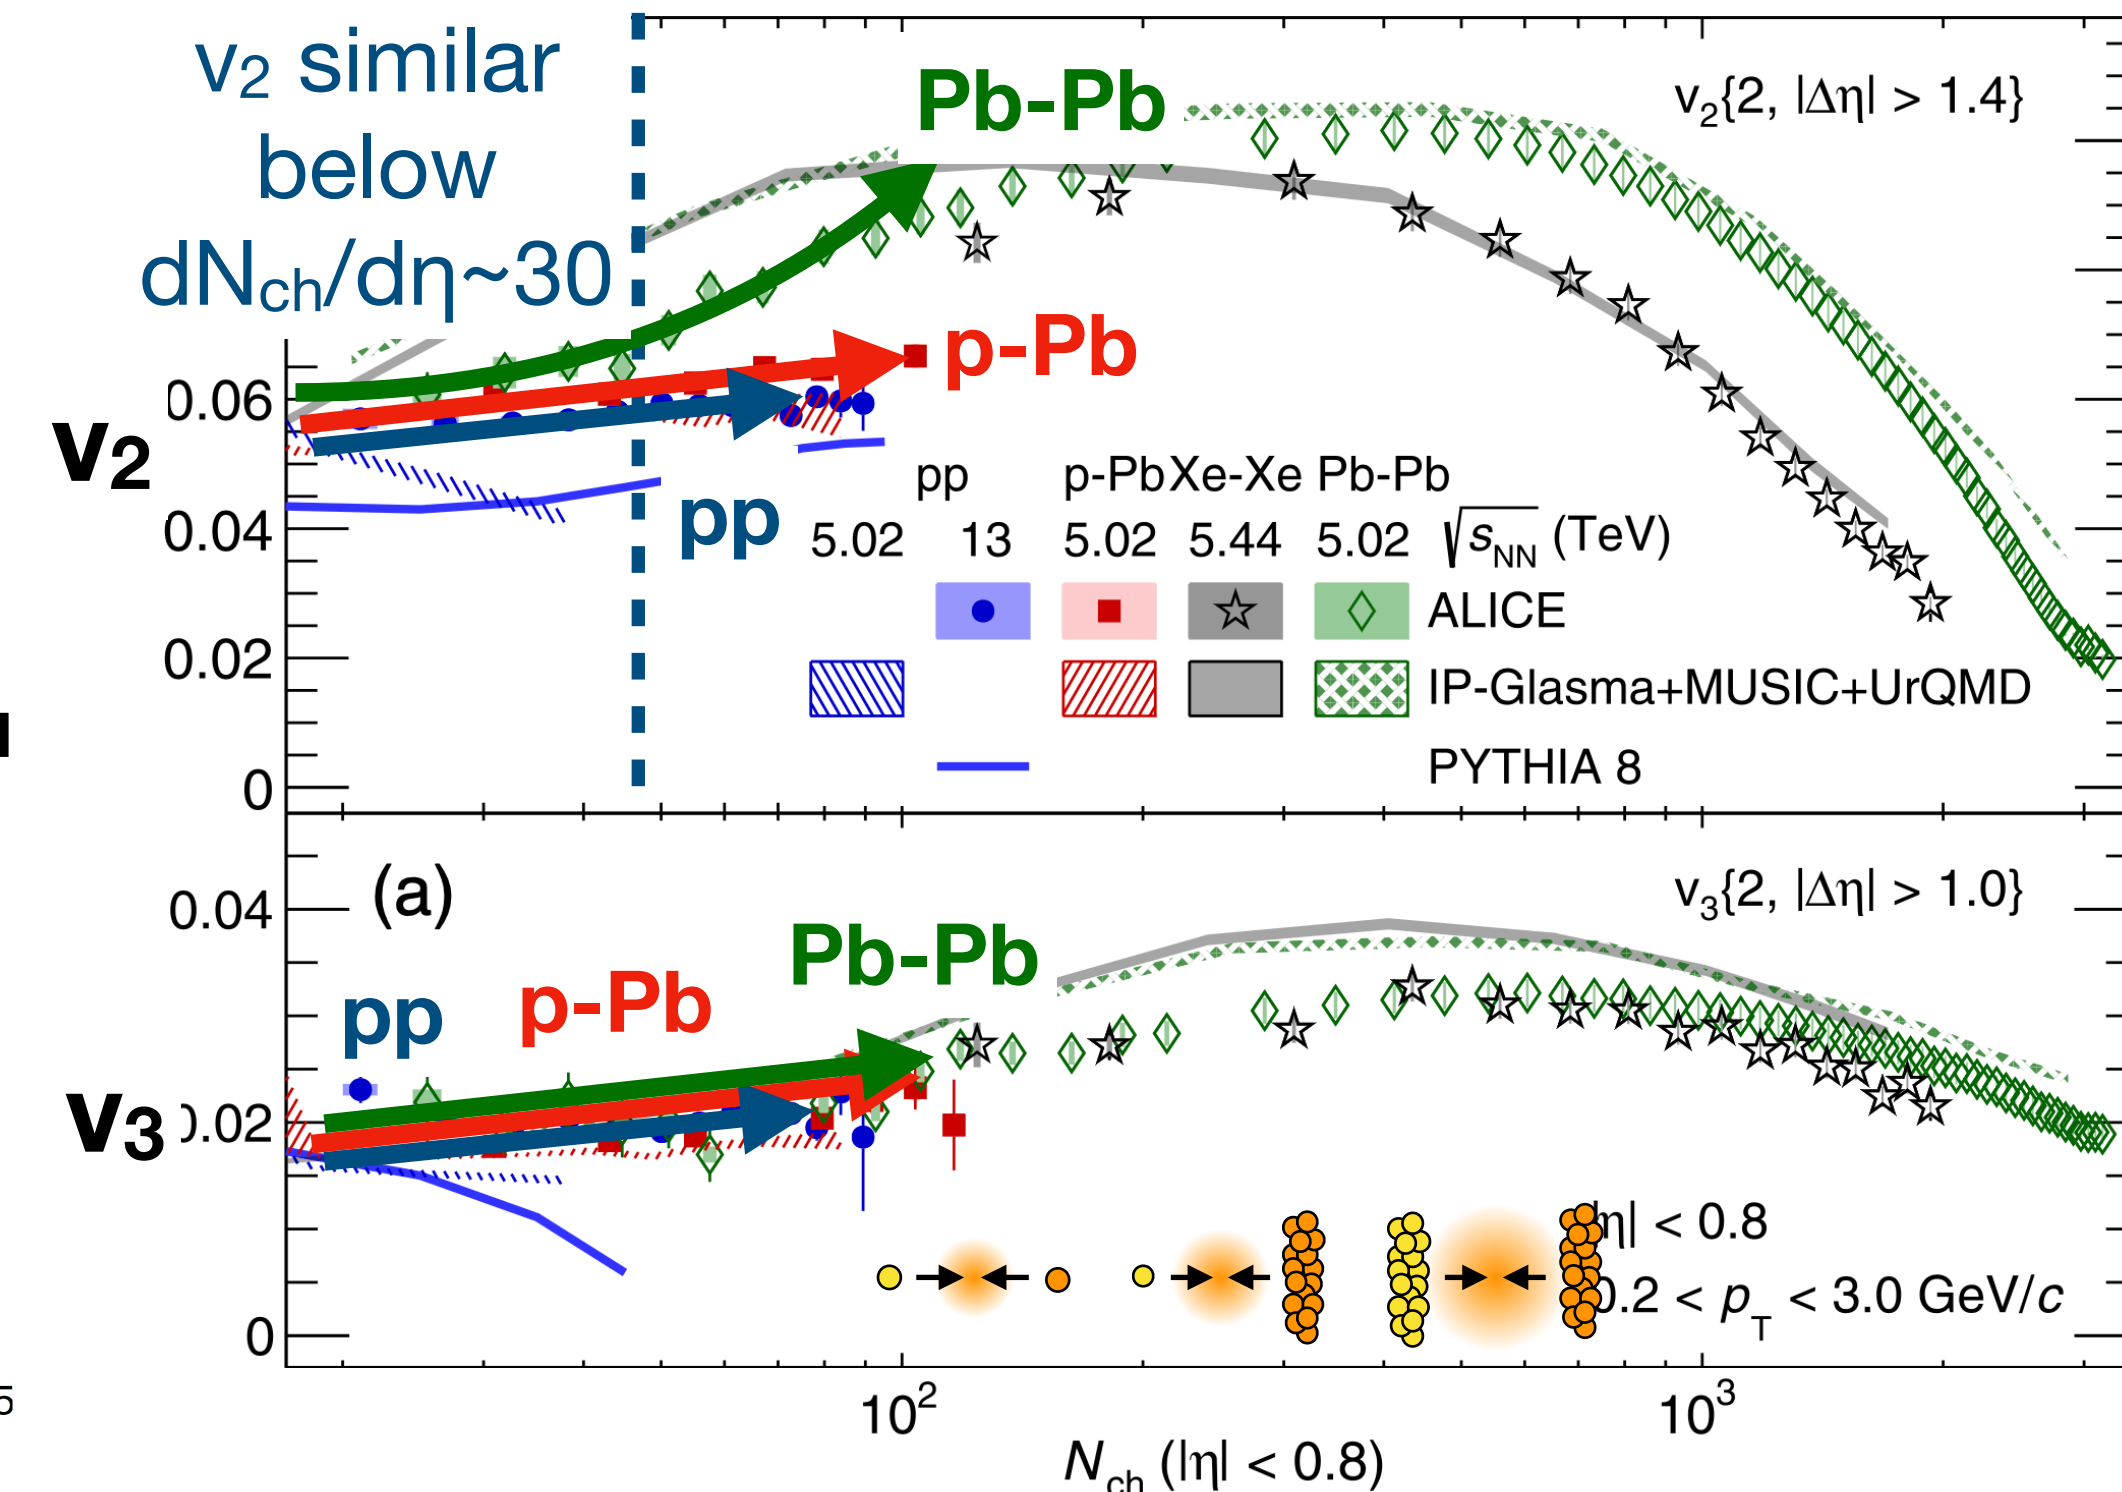 v₂ similar
below
dNch/dη~30
Pb-Pb
v₂{2, |Δη| > 1.4}
p-Pb
0.06
v₂
pp
0.04
0.02
0
pp p-Pb Xe-Xe Pb-Pb
5.02 13 5.02 5.44 5.02 √sNN (TeV)
ALICE
IP-Glasma+MUSIC+UrQMD
PYTHIA 8
(a)
v₃{2, |Δη| > 1.0}
0.04
Pb-Pb
p-Pb
pp
v₃
0.02
0
|η| < 0.8
0.2 < pT < 3.0 GeV/c
5
10² 10³
Nch (|η| < 0.8)